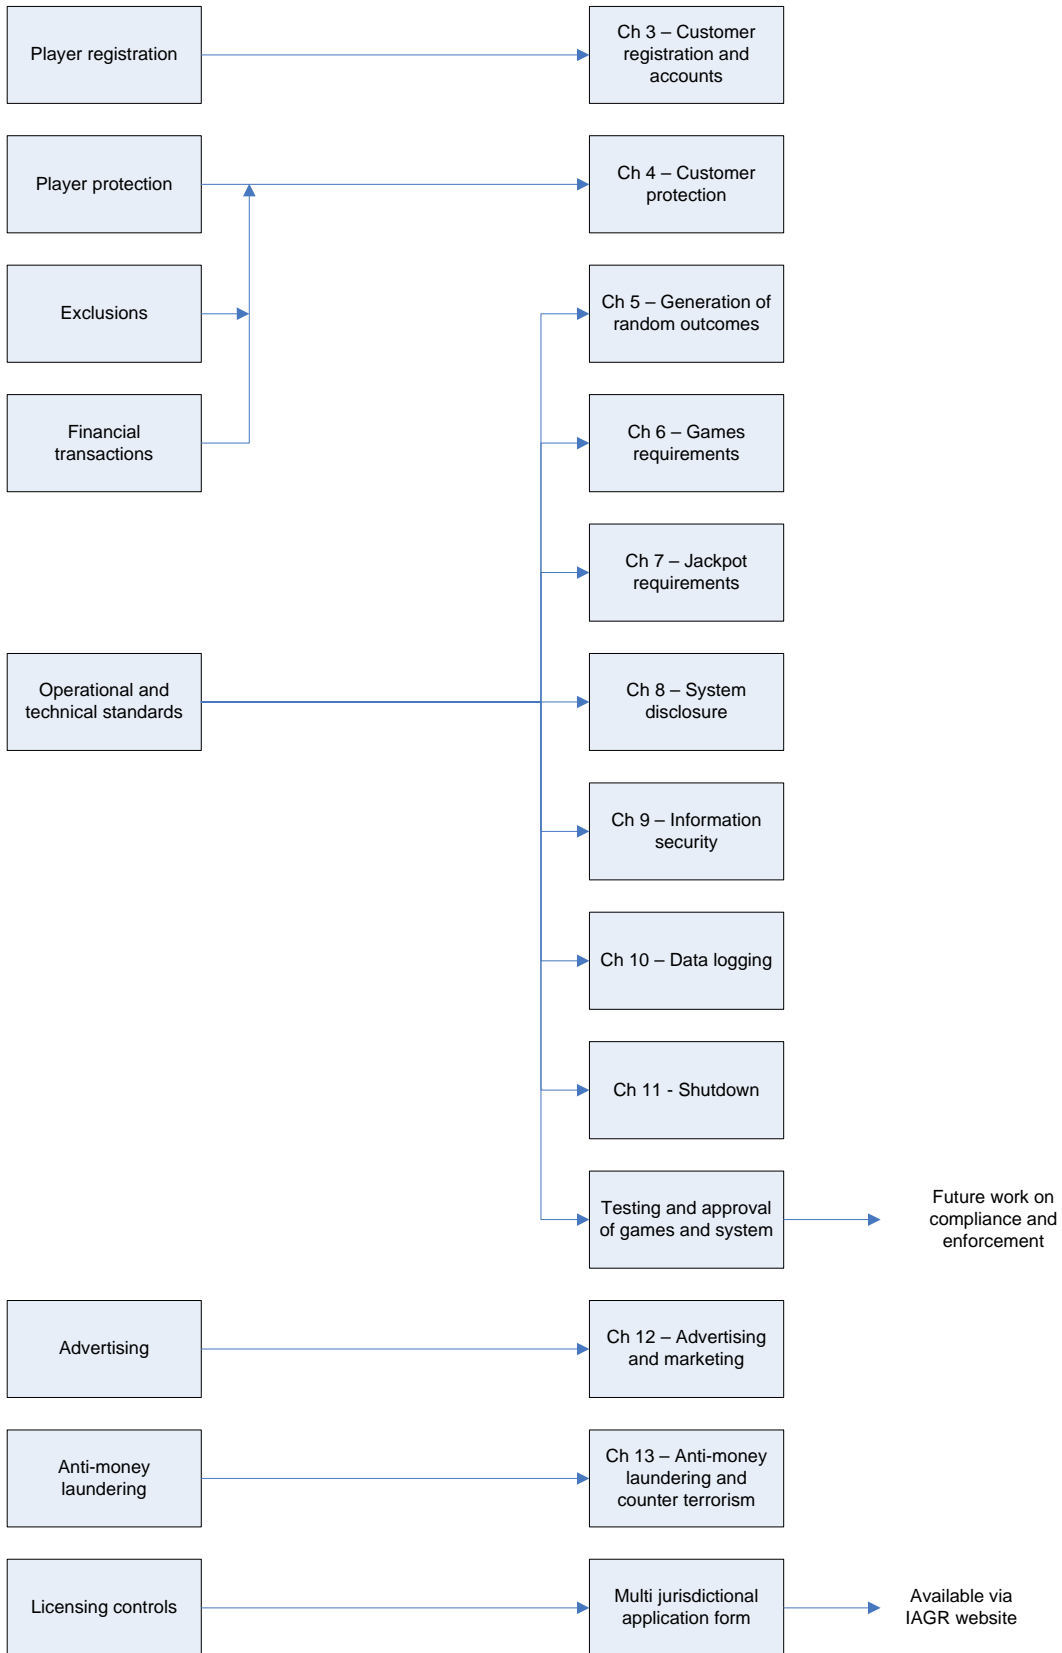 Player registration
Ch 3 – Customer
registration and
accounts
Player protection
Ch 4 – Customer
protection
Exclusions
Ch 5 – Generation of
random outcomes
Financial
transactions
Ch 6 – Games
requirements
Ch 7 – Jackpot
requirements
Operational and
technical standards
Ch 8 – System
disclosure
Ch 9 – Information
security
Ch 10 – Data logging
Ch 11 - Shutdown
Testing and approval
of games and system
Future work on
compliance and
enforcement
Advertising
Ch 12 – Advertising
and marketing
Anti-money
laundering
Ch 13 – Anti-money
laundering and
counter terrorism
Licensing controls
Multi jurisdictional
application form
Available via
IAGR website